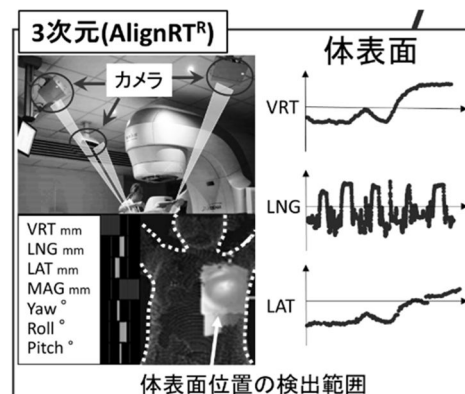 3次元(AlignRTᴿ)
カメラ
体表面
VRT
LNG
LAT
VRT mm
LNG mm
LAT mm
MAG mm
Yaw °
Roll °
Pitch °
体表面位置の検出範囲